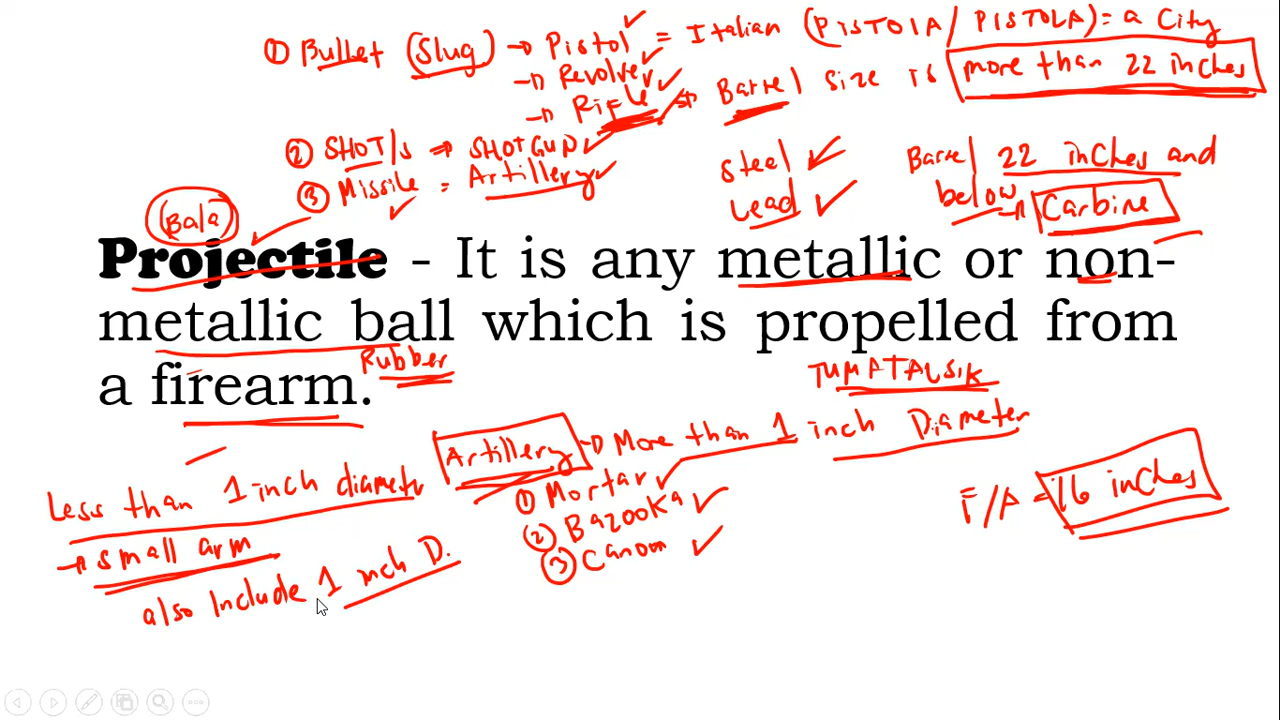 ① Bullet (Slug) → Pistol = Italian (PISTOIA / PISTOLA) = a City
→ Revolver
→ Rifle → Barrel size is more than 22 inches
② SHOT/s ⇒ SHOTGUN
③ Missile = Artillery
Steel
Lead
Barrel 22 inches and
below → Carbine
(Bala)
Projectile - It is any metallic or non-
metallic ball which is propelled from
a firearm.
Rubber
TUMATALSIK
Artillery → More than 1 inch Diameter
① Mortar
② Bazooka
③ Canon
Less than 1 inch diameter
→ small arm
also Include 1 inch D.
F/A = 16 inches